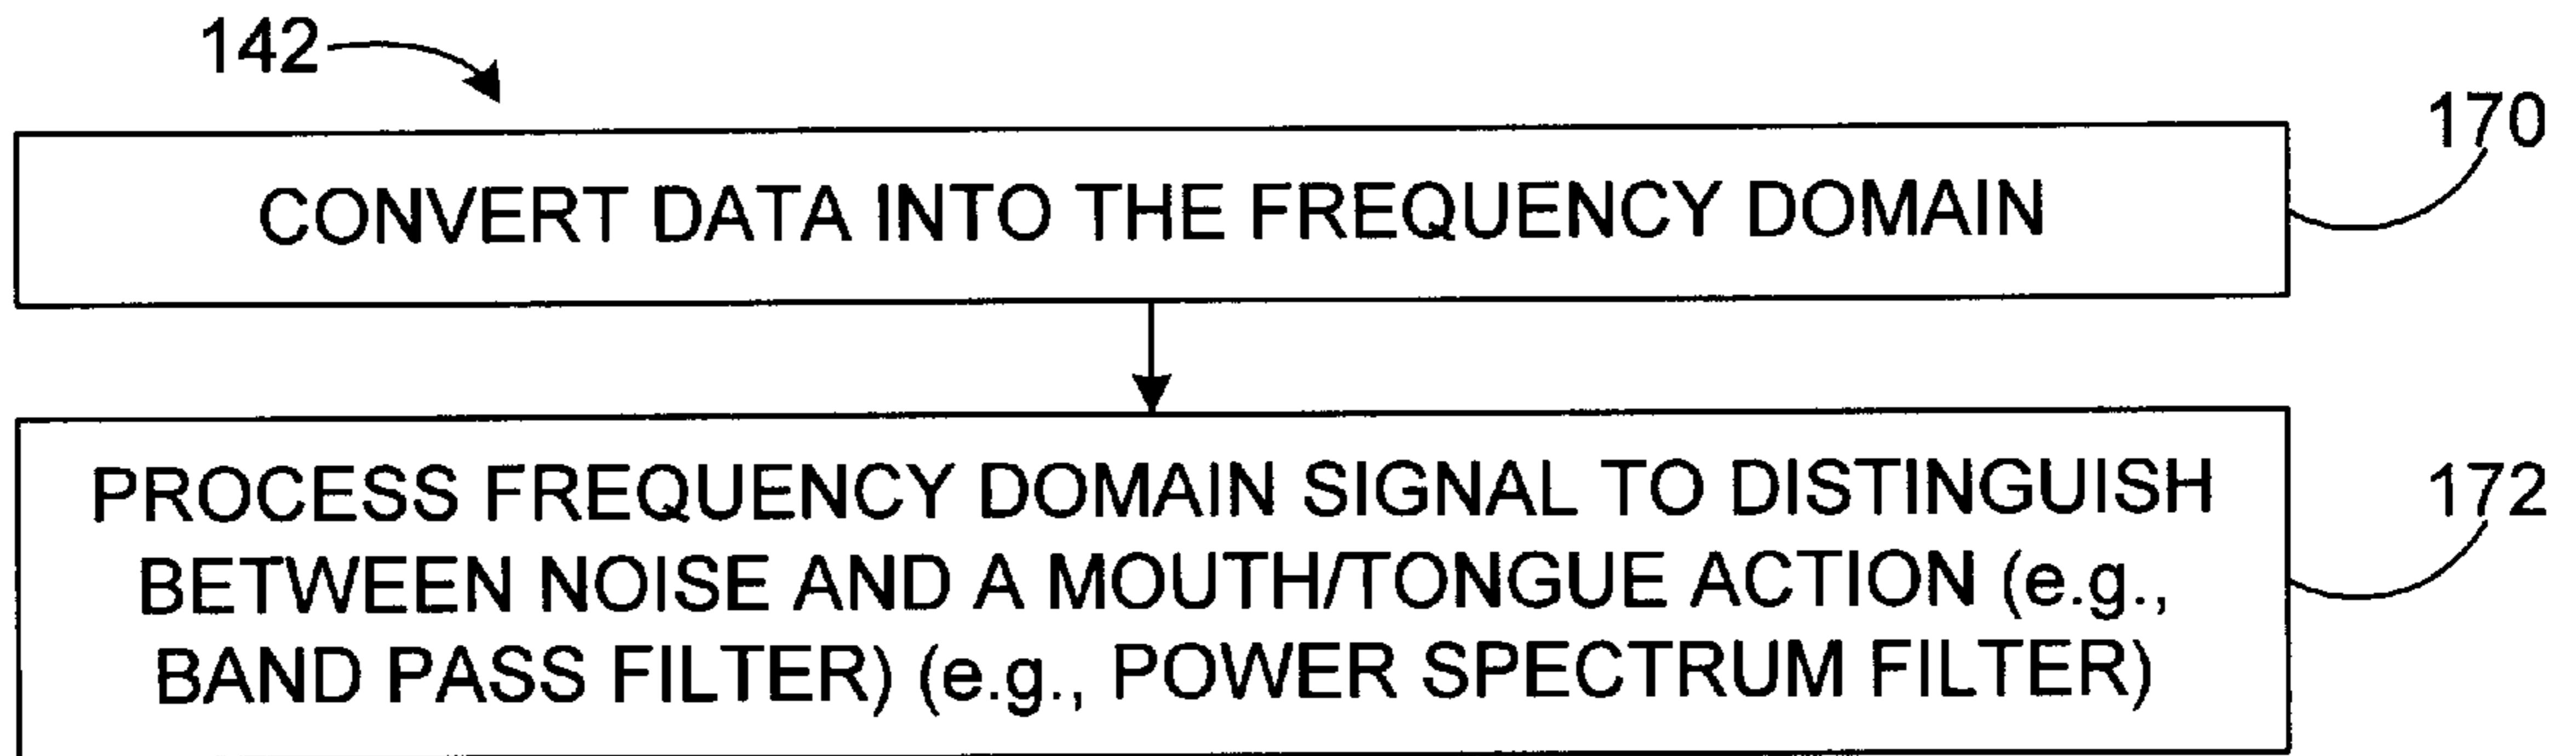 142
170
CONVERT DATA INTO THE FREQUENCY DOMAIN
172
PROCESS FREQUENCY DOMAIN SIGNAL TO DISTINGUISH
BETWEEN NOISE AND A MOUTH/TONGUE ACTION (e.g.,
BAND PASS FILTER) (e.g., POWER SPECTRUM FILTER)